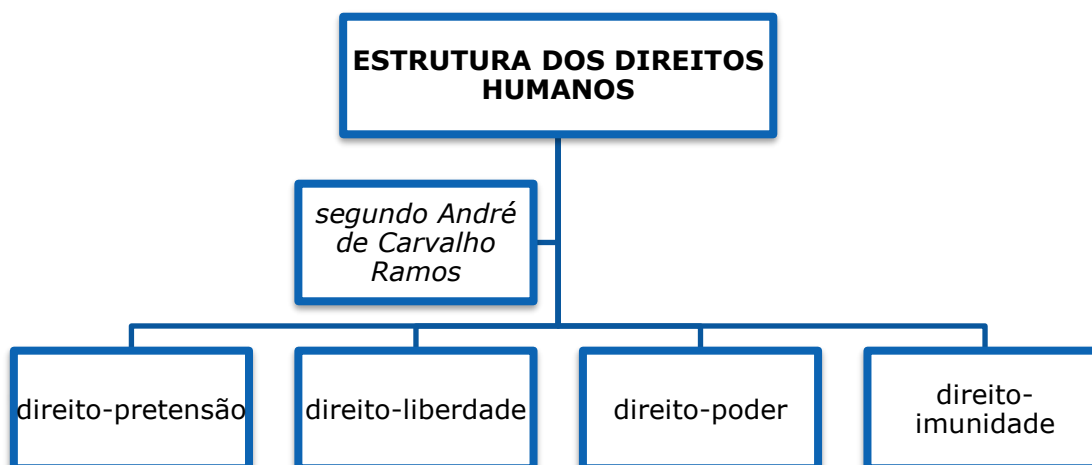 ESTRUTURA DOS DIREITOS
HUMANOS
segundo André
de Carvalho
Ramos
direito-pretensão
direito-liberdade
direito-poder
direito-
imunidade